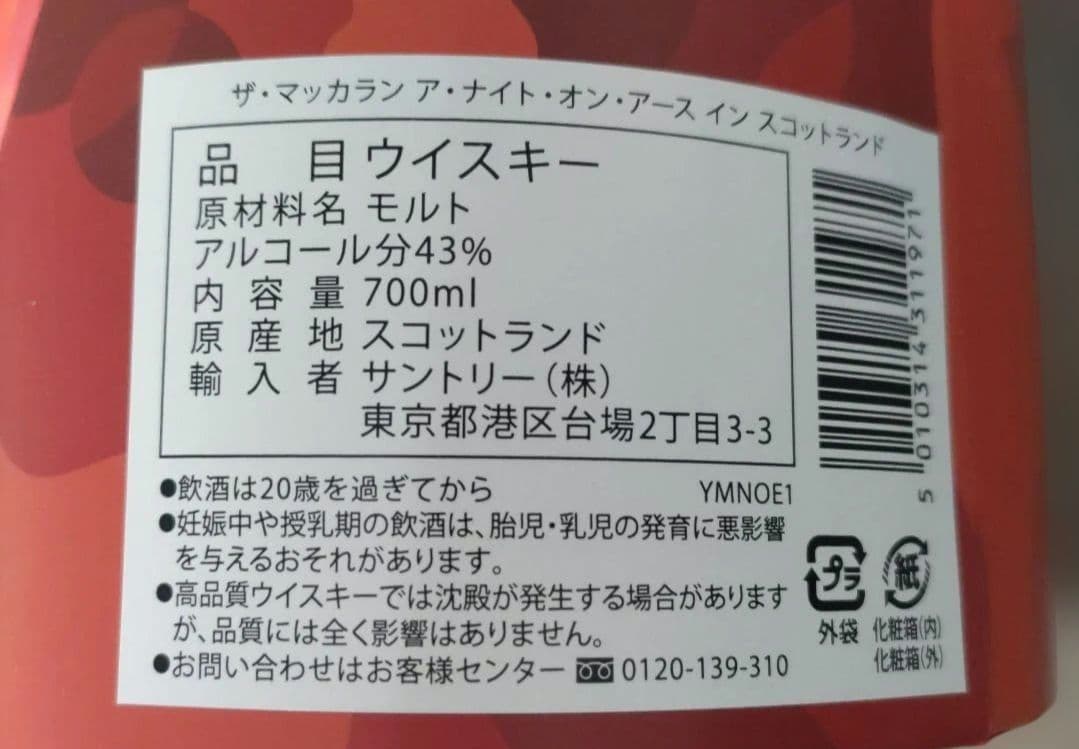 ザ・マッカラン ア・ナイト・オン・アース イン スコットランド
品 目 ウイスキー
原材料名 モルト
アルコール分43%
内 容 量 700ml
原 産 地 スコットランド
輸 入 者 サントリー(株)
東京都港区台場2丁目3-3
●飲酒は20歳を過ぎてから YMNOE1
●妊娠中や授乳期の飲酒は、胎児・乳児の発育に悪影響
を与えるおそれがあります。
●高品質ウイスキーでは沈殿が発生する場合があります
が、品質には全く影響はありません。
●お問い合わせはお客様センター 0120-139-310
5 010314 311971
プラ
外袋
紙
化粧箱(内)
化粧箱(外)